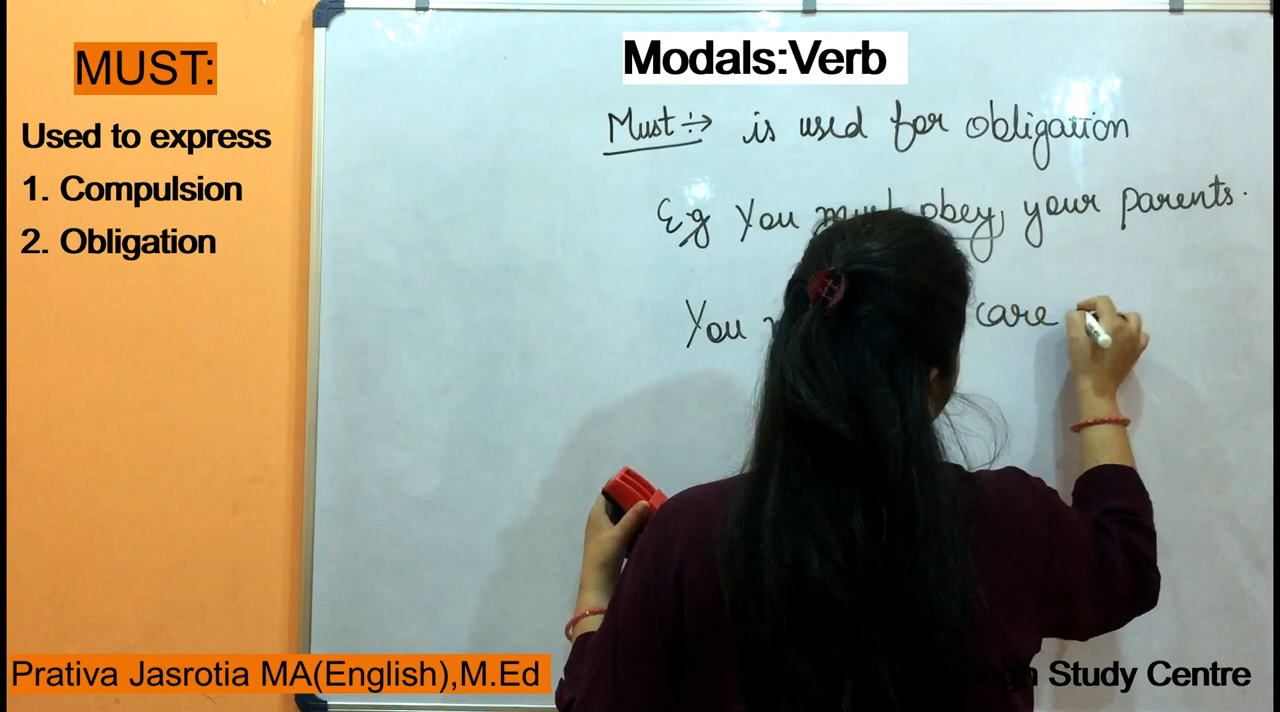 MUST:
Used to express
1. Compulsion
2. Obligation
Modals:Verb
Must :→ is used for obligation
E.g You must obey your parents.
You care
Prativa Jasrotia MA(English),M.Ed
Study Centre